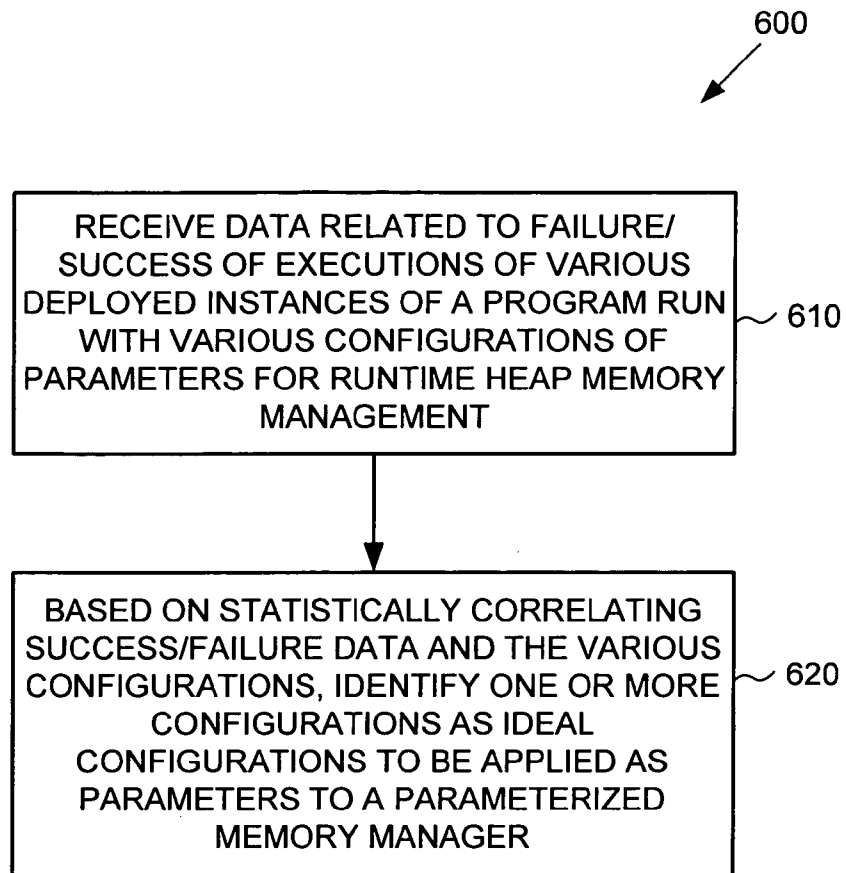 600
RECEIVE DATA RELATED TO FAILURE/
SUCCESS OF EXECUTIONS OF VARIOUS
DEPLOYED INSTANCES OF A PROGRAM RUN
WITH VARIOUS CONFIGURATIONS OF
PARAMETERS FOR RUNTIME HEAP MEMORY
MANAGEMENT
610
BASED ON STATISTICALLY CORRELATING
SUCCESS/FAILURE DATA AND THE VARIOUS
CONFIGURATIONS, IDENTIFY ONE OR MORE
CONFIGURATIONS AS IDEAL
CONFIGURATIONS TO BE APPLIED AS
PARAMETERS TO A PARAMETERIZED
MEMORY MANAGER
620